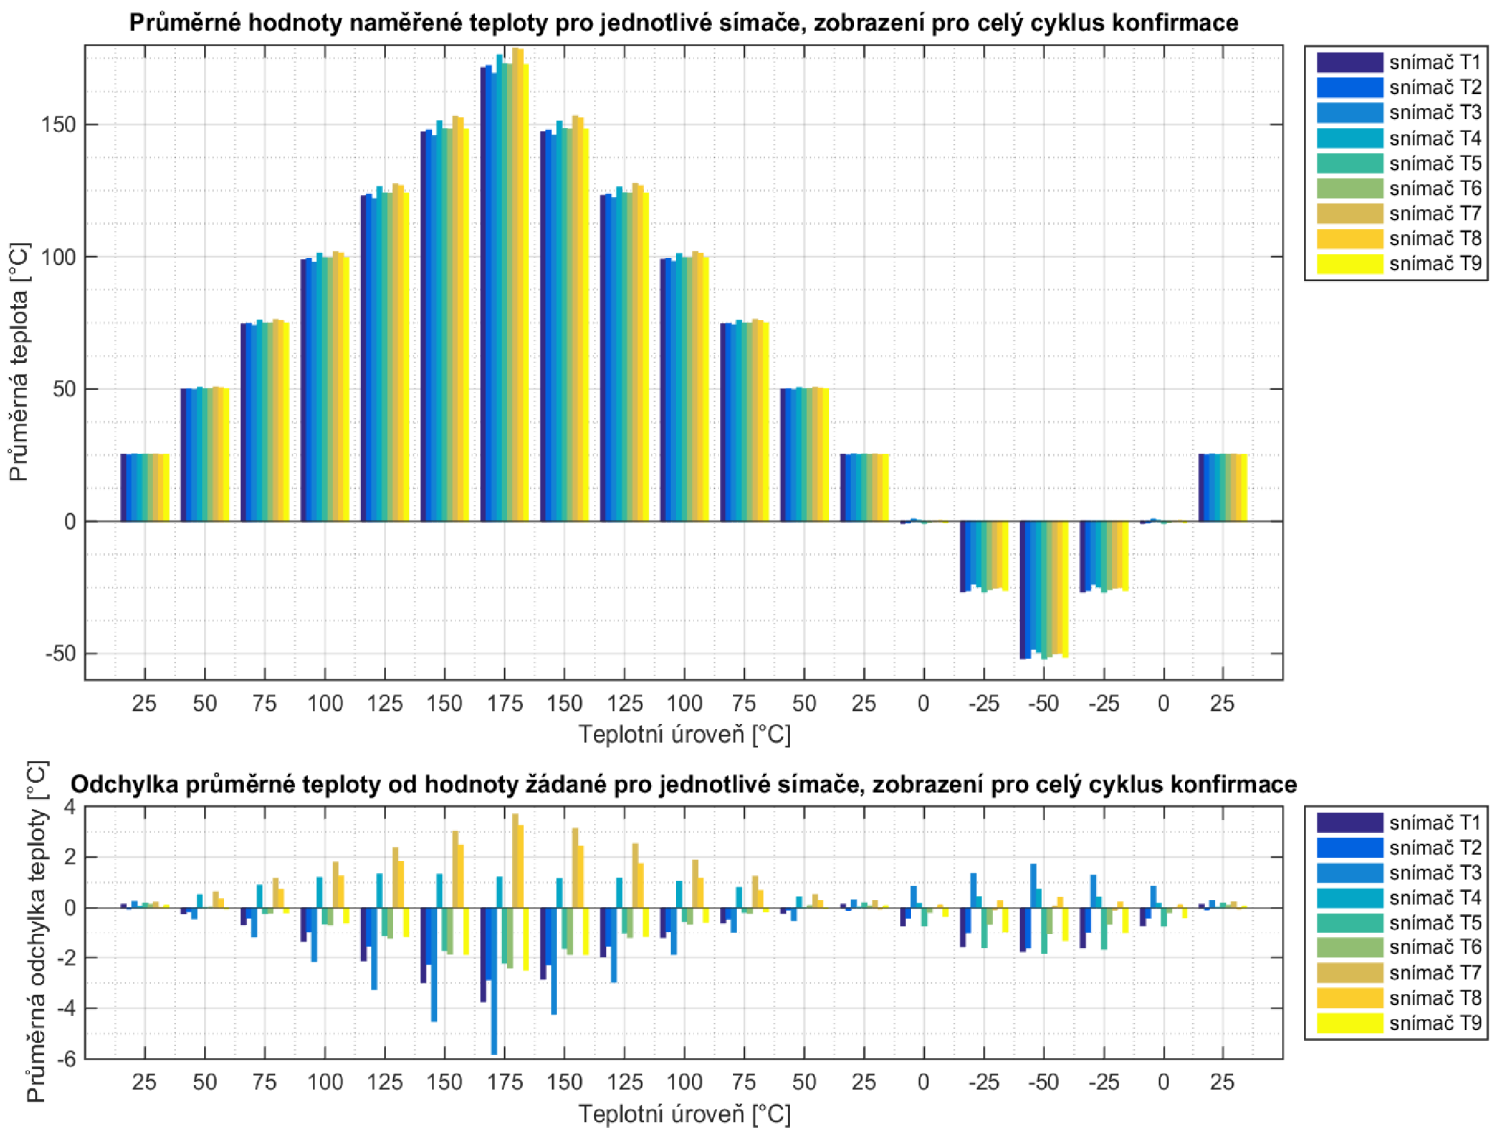 Průměrné hodnoty naměřené teploty pro jednotlivé símače, zobrazení pro celý cyklus konfirmace
Průměrná teplota [°C]
150
100
50
0
-50
25 50 75 100 125 150 175 150 125 100 75 50 25 0 -25 -50 -25 0 25
Teplotní úroveň [°C]
snímač T1
snímač T2
snímač T3
snímač T4
snímač T5
snímač T6
snímač T7
snímač T8
snímač T9
Odchylka průměrné teploty od hodnoty žádané pro jednotlivé símače, zobrazení pro celý cyklus konfirmace
Průměrná odchylka teploty [°C]
4
2
0
-2
-4
-6
25 50 75 100 125 150 175 150 125 100 75 50 25 0 -25 -50 -25 0 25
Teplotní úroveň [°C]
snímač T1
snímač T2
snímač T3
snímač T4
snímač T5
snímač T6
snímač T7
snímač T8
snímač T9